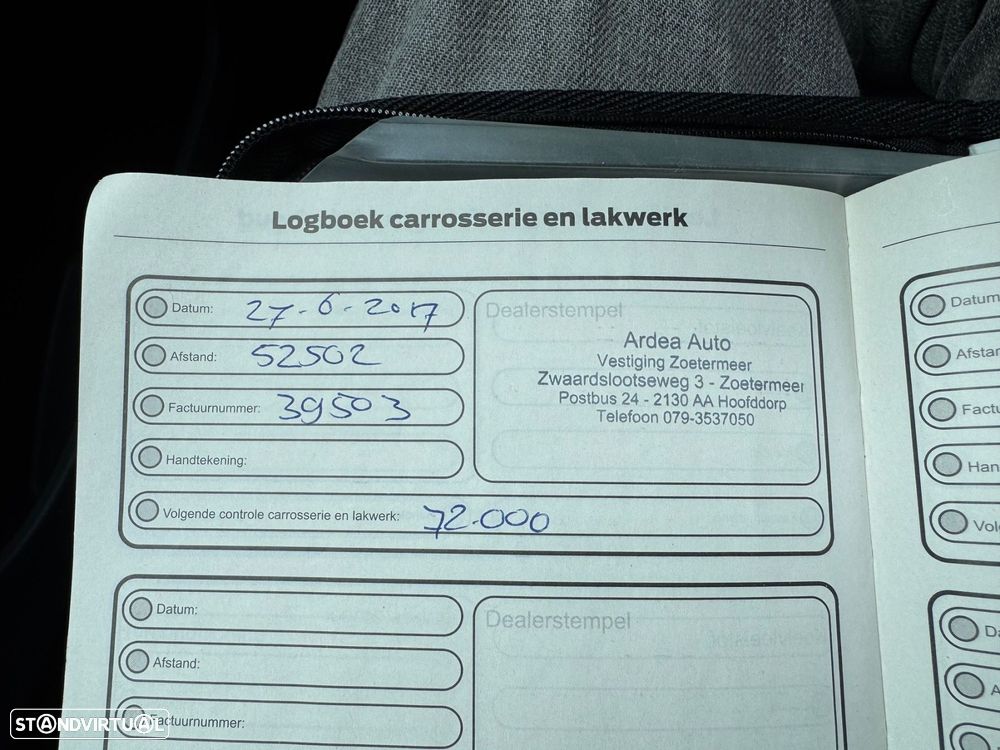 Logboek carrosserie en lakwerk
Datum: 27-6-2017
Afstand: 52502
Factuurnummer: 39503
Handtekening:
Volgende controle carrosserie en lakwerk: 72.000
Dealerstempel
Ardea Auto
Vestiging Zoetermeer
Zwaardslootseweg 3 - Zoetermeer
Postbus 24 - 2130 AA Hoofddorp
Telefoon 079-3537050
Datum:
Afstand:
Factuurnummer:
Dealerstempel
Datum
Afstan
Factu
Han
Vol
Da
A
STANDVIRTUAL